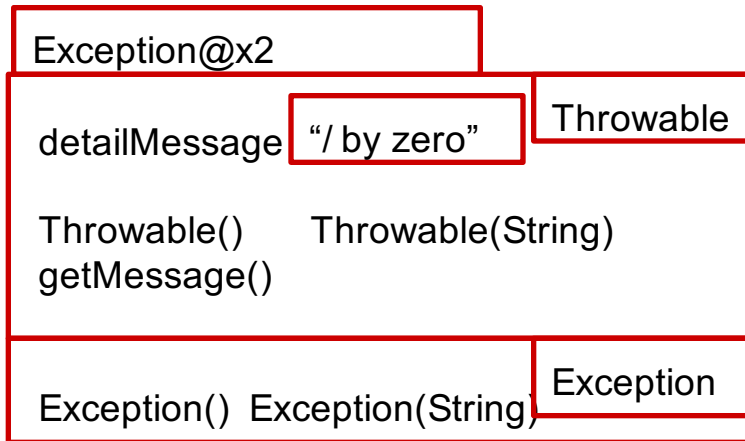 Exception@x2
Throwable
detailMessage “/ by zero”
Throwable() Throwable(String)
getMessage()
Exception
Exception() Exception(String)